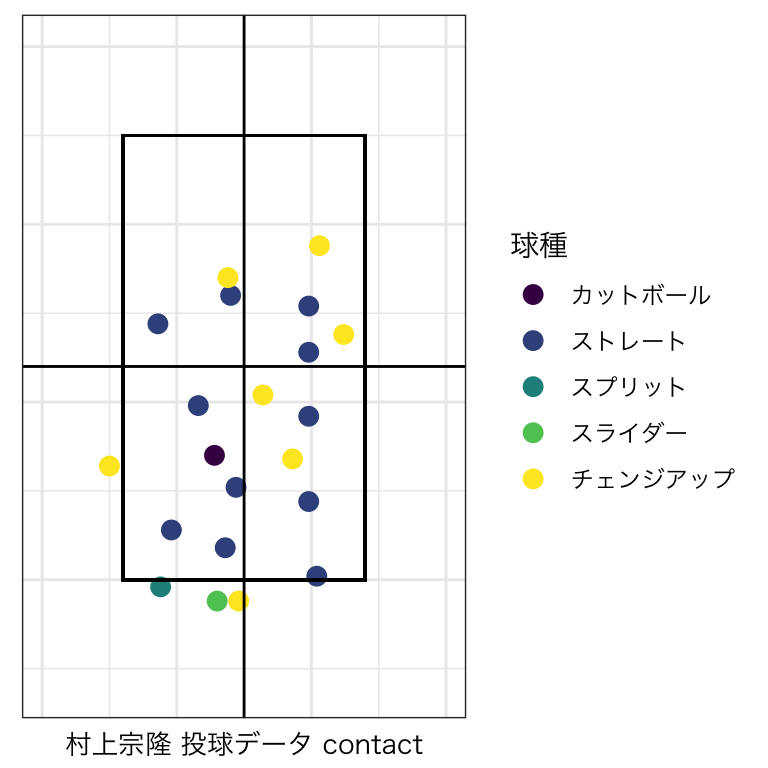 球種
カットボール
ストレート
スプリット
スライダー
チェンジアップ
村上宗隆 投球データ contact